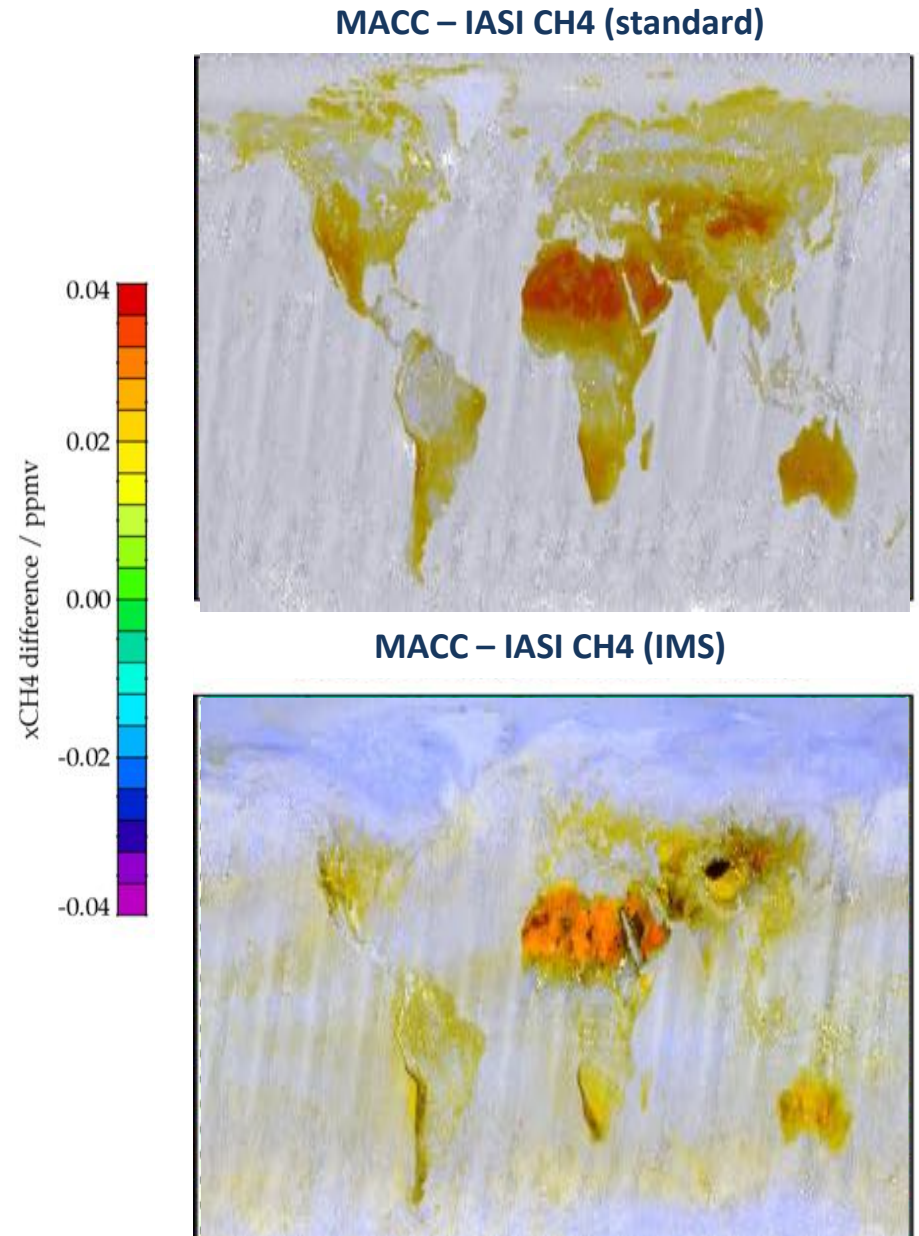 MACC – IASI CH4 (standard)
xCH4 difference / ppmv
0.04
0.02
0.00
-0.02
-0.04
MACC – IASI CH4 (IMS)